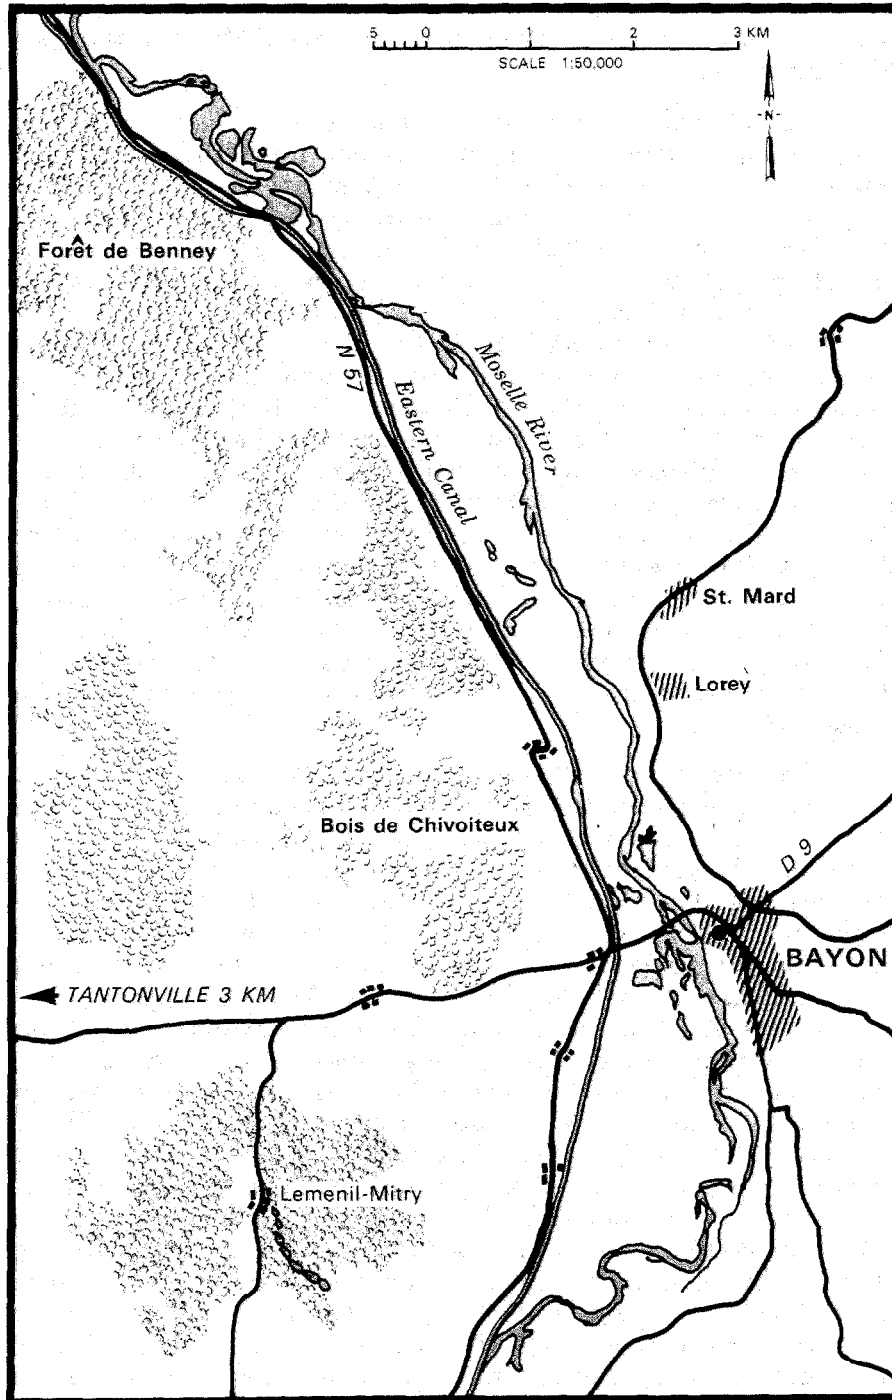 .5 0 1 2 3 KM
SCALE 1:50,000
N
Forêt de Benney
N 57
Eastern Canal
Moselle River
St. Mard
Lorey
Bois de Chivoiteux
D 9
BAYON
TANTONVILLE 3 KM
Lemenil-Mitry